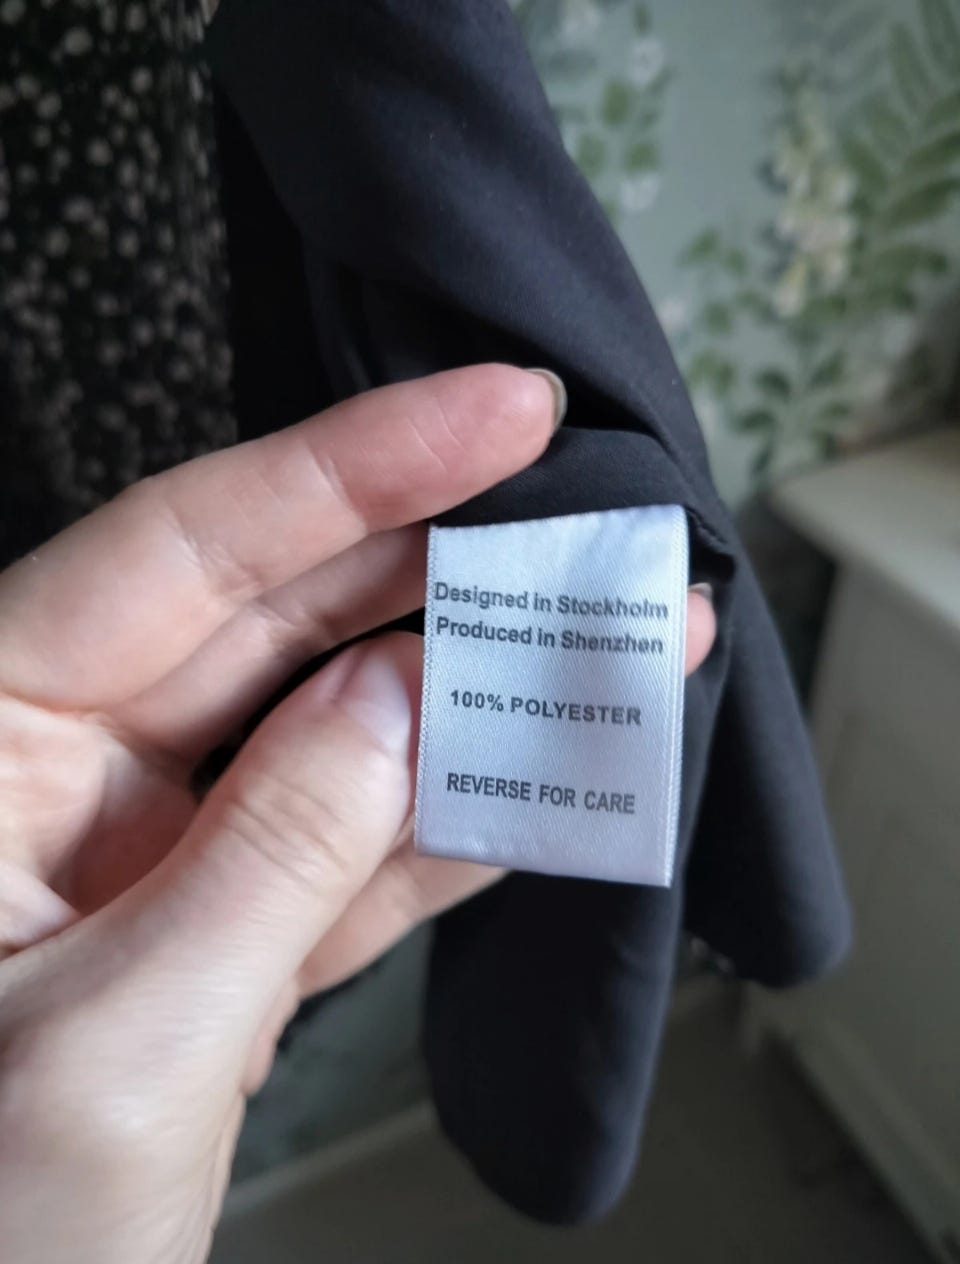 Designed in Stockholm
Produced in Shenzhen
100% POLYESTER
REVERSE FOR CARE